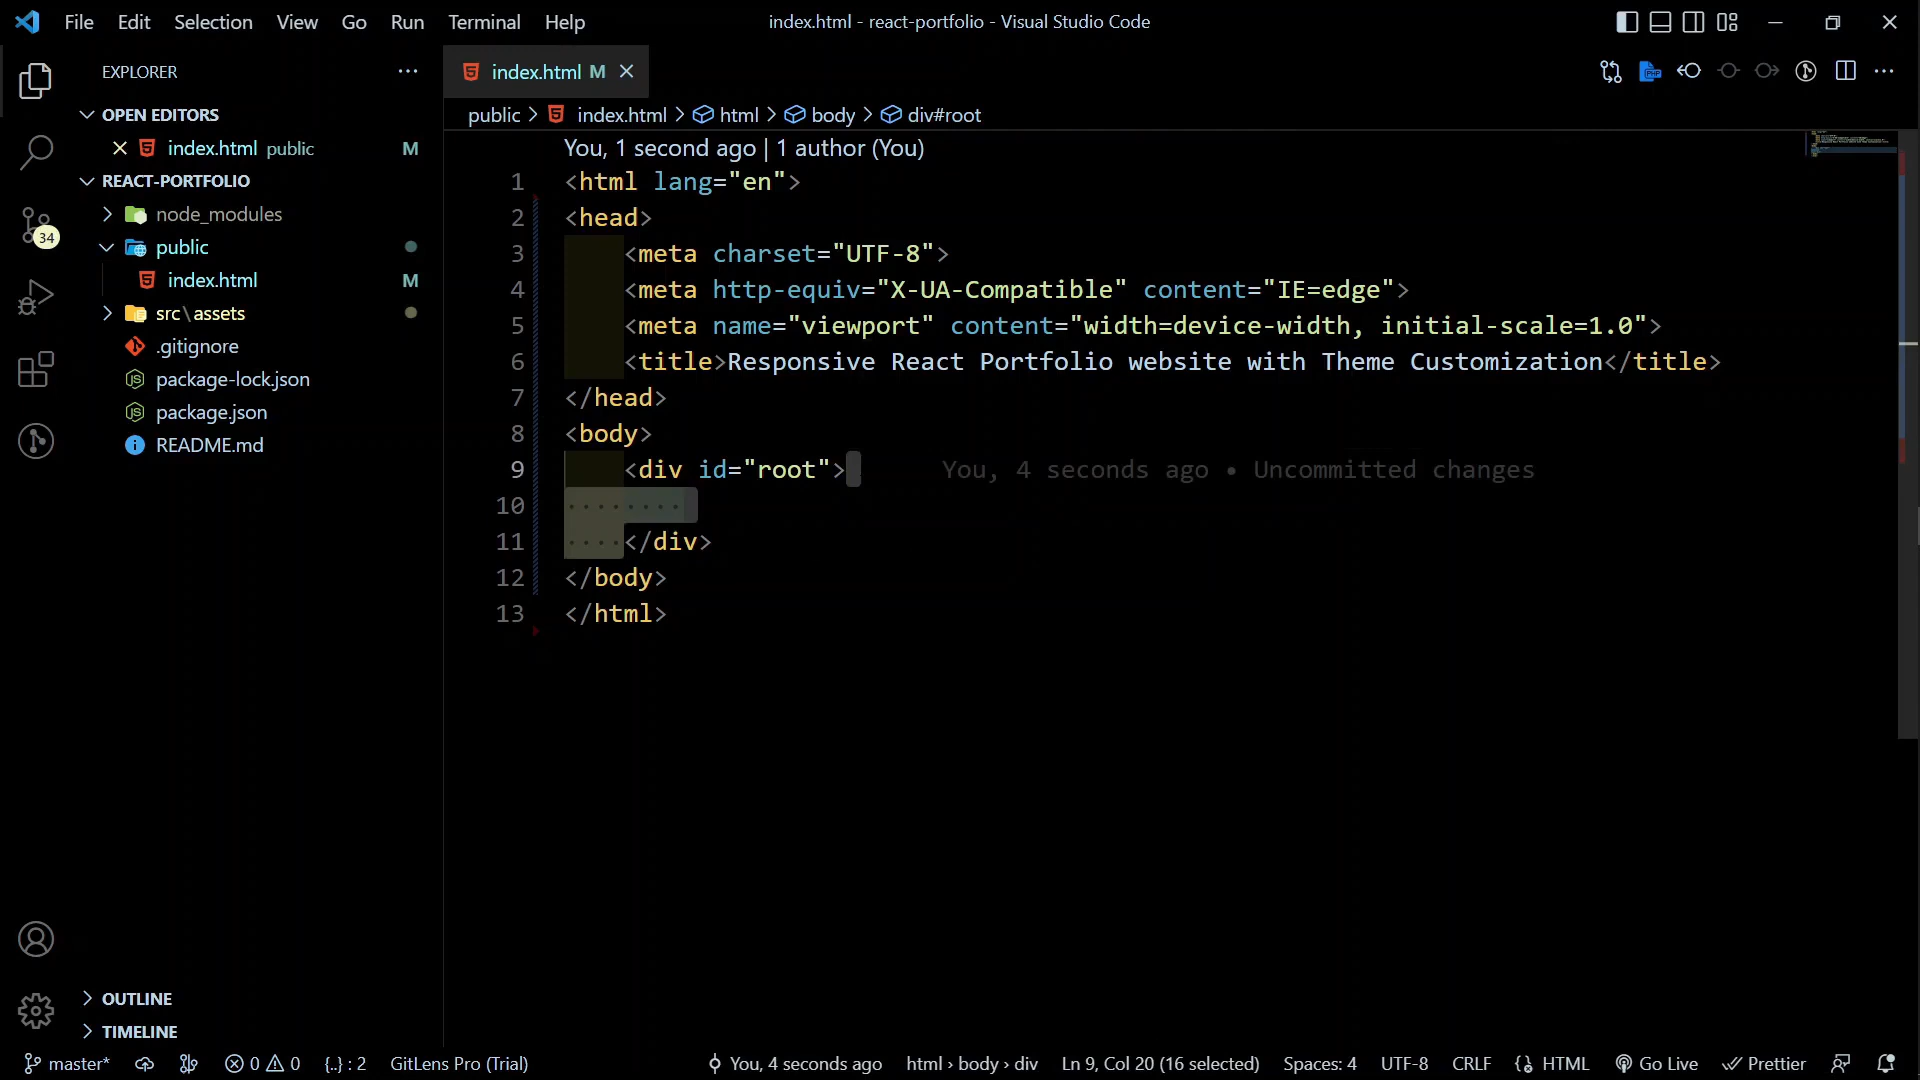 File Edit Selection View Go Run Terminal Help
index.html - react-portfolio - Visual Studio Code
EXPLORER
OPEN EDITORS
index.html public M
REACT-PORTFOLIO
node_modules
public
index.html M
src\assets
.gitignore
package-lock.json
package.json
README.md
34
OUTLINE
TIMELINE
index.html M
PHP
public > index.html > html > body > div#root
You, 1 second ago | 1 author (You)
1 <html lang="en">
2 <head>
3 <meta charset="UTF-8">
4 <meta http-equiv="X-UA-Compatible" content="IE=edge">
5 <meta name="viewport" content="width=device-width, initial-scale=1.0">
6 <title>Responsive React Portfolio website with Theme Customization</title>
7 </head>
8 <body>
9 <div id="root"> You, 4 seconds ago • Uncommitted changes
10
11 </div>
12 </body>
13 </html>
master* 0 0 {..} : 2 GitLens Pro (Trial) You, 4 seconds ago html › body › div Ln 9, Col 20 (16 selected) Spaces: 4 UTF-8 CRLF HTML Go Live Prettier